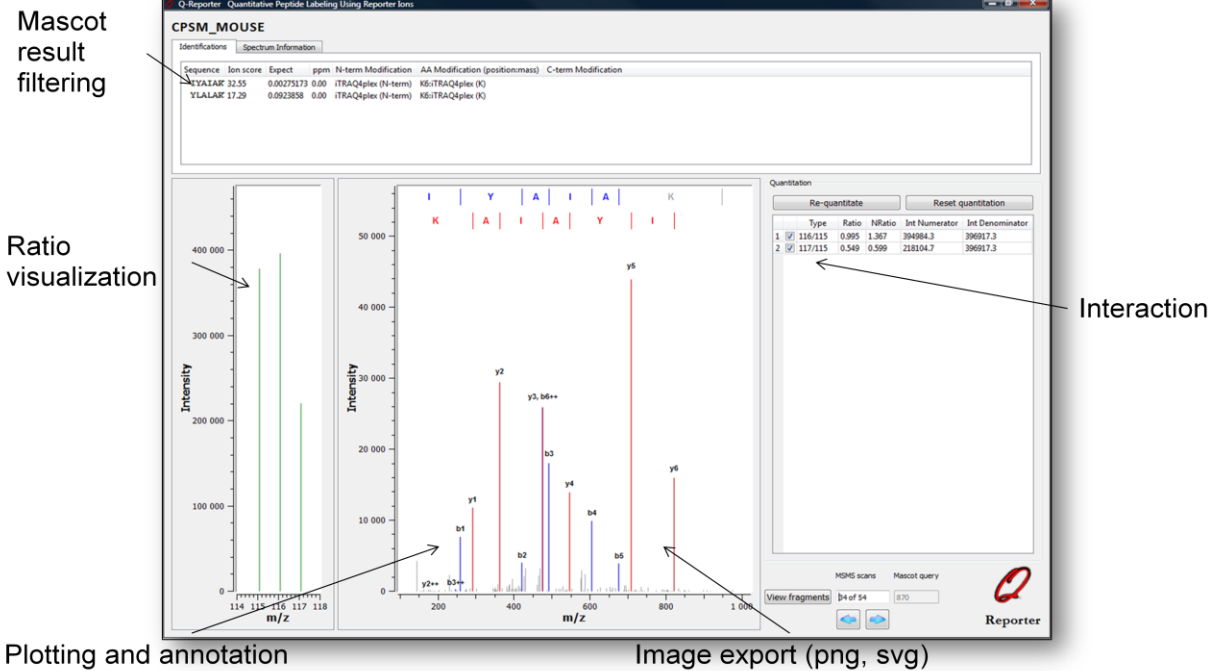 Q-Reporter Quantitative Peptide Labeling Using Reporter Ions
Mascot
result
filtering
CPSM_MOUSE
Identifications Spectrum Information
Sequence Ion score Expect ppm N-term Modification AA Modification (position:mass) C-term Modification
IYAIAK 32.55 0.00275173 0.00 iTRAQ4plex (N-term) K6:iTRAQ4plex (K)
YLALAK 17.29 0.0923858 0.00 iTRAQ4plex (N-term) K6:iTRAQ4plex (K)
Ratio
visualization
400 000
300 000
200 000
100 000
0
Intensity
114 115 116 117 118
m/z
I Y A I A K
K A I A Y I
50 000
40 000
30 000
20 000
10 000
0
Intensity
y5
y2
y3, b6++
b3
y6
y4
y1
b4
b1
b2
b5
y2++
b3++
200 400 600 800 1 000
m/z
Quantitation
Re-quantitate Reset quantitation
Type Ratio NRatio Int Numerator Int Denominator
1 116/115 0.995 1.367 394984.3 396917.3
2 117/115 0.549 0.599 218104.7 396917.3
Interaction
MSMS scans Mascot query
View fragments 34 of 54 870
Q
Reporter
Plotting and annotation
Image export (png, svg)